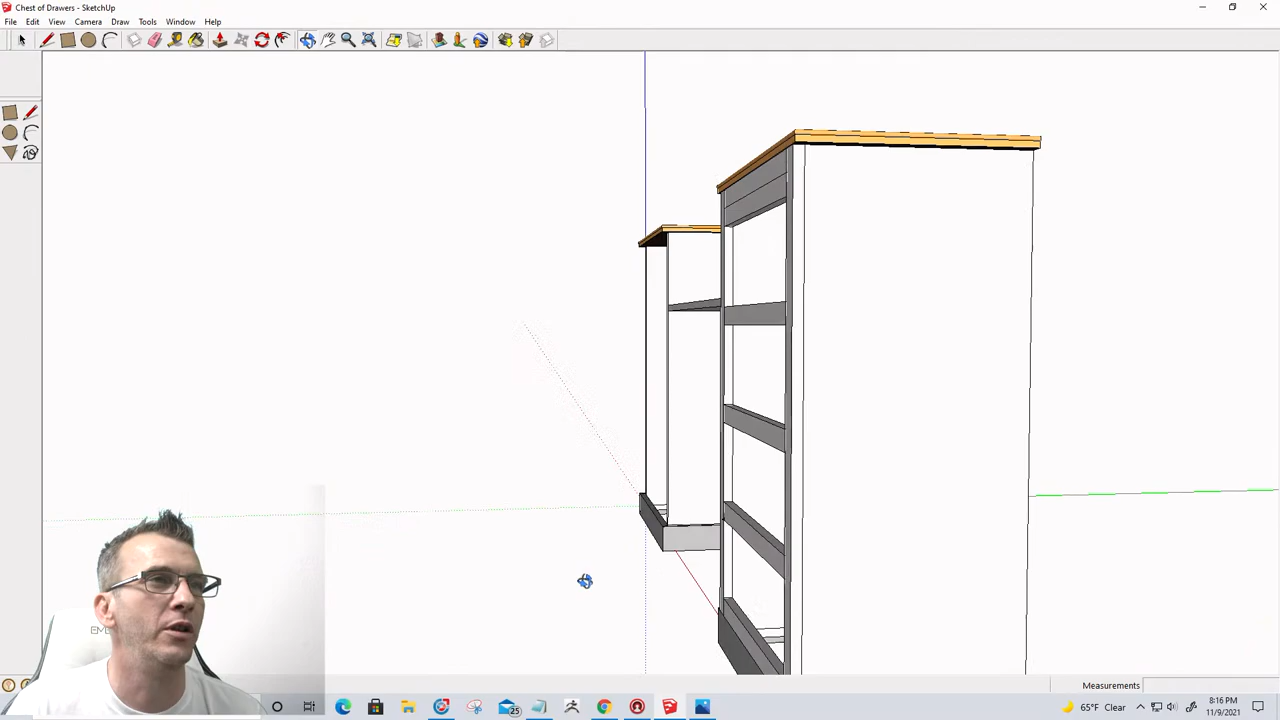 Chest of Drawers - SketchUp
File Edit View Camera Draw Tools Window Help
Measurements
25
65°F Clear
8:16 PM
11/9/2021